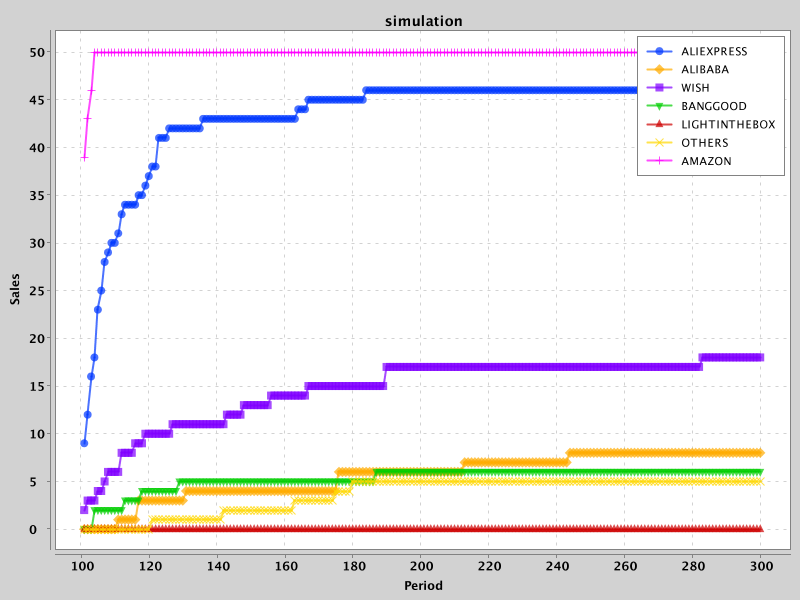 simulation
Sales
50
45
40
35
30
25
20
15
10
5
0
ALIEXPRESS
ALIBABA
WISH
BANGGOOD
LIGHTINTHEBOX
OTHERS
AMAZON
100 120 140 160 180 200 220 240 260 280 300
Period